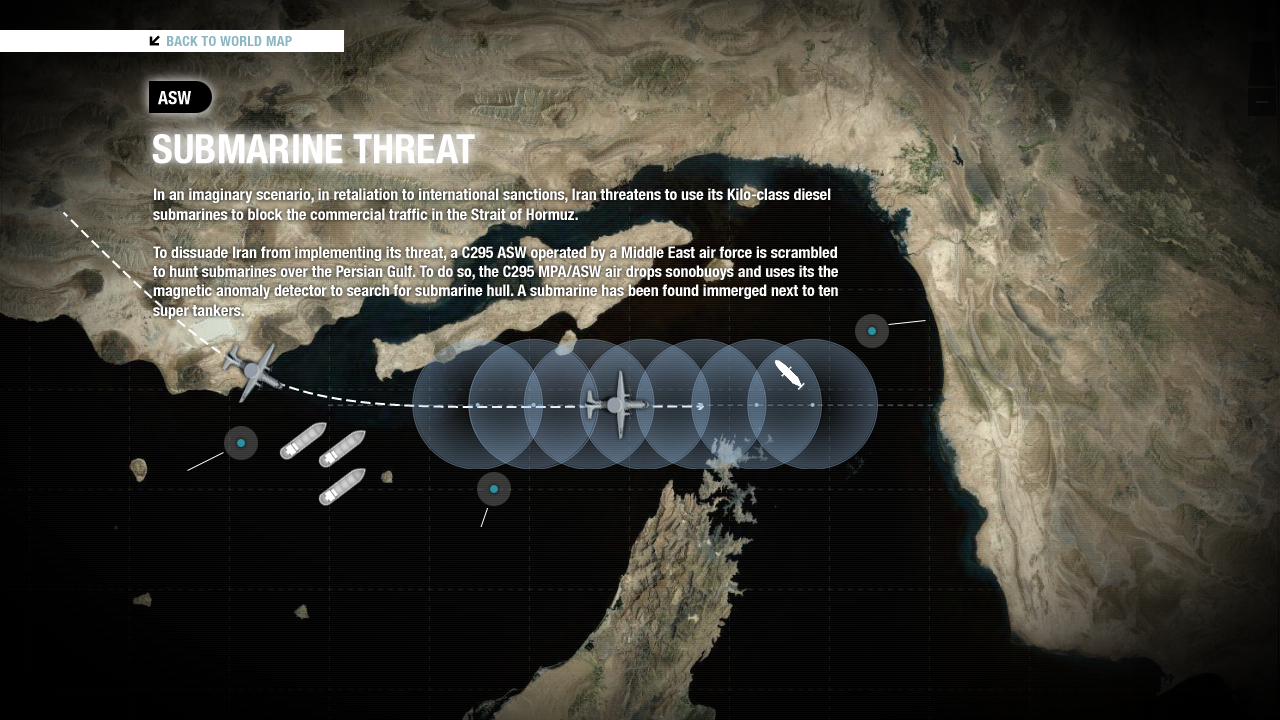 BACK TO WORLD MAP
ASW
SUBMARINE THREAT
In an imaginary scenario, in retaliation to international sanctions, Iran threatens to use its Kilo-class diesel
submarines to block the commercial traffic in the Strait of Hormuz.
To dissuade Iran from implementing its threat, a C295 ASW operated by a Middle East air force is scrambled
to hunt submarines over the Persian Gulf. To do so, the C295 MPA/ASW air drops sonobuoys and uses its the
magnetic anomaly detector to search for submarine hull. A submarine has been found immerged next to ten
super tankers.